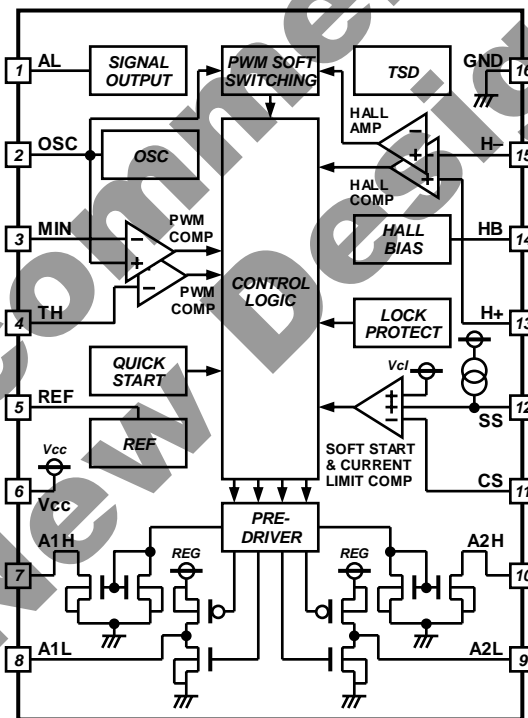 1 AL SIGNAL OUTPUT PWM SOFT SWITCHING TSD GND 16
HALL AMP
2 OSC OSC H– 15
HALL COMP
3 MIN PWM COMP HALL BIAS HB 14
CONTROL LOGIC
4 TH PWM COMP H+ 13
LOCK PROTECT
QUICK START Vcl
5 REF REF SS 12
SOFT START & CURRENT LIMIT COMP
Vcc CS 11
6 Vcc
PRE-DRIVER
A1H REG REG A2H
7 10
8 A1L A2L 9
– + – + – + + + – + + –
Comme
New Desig